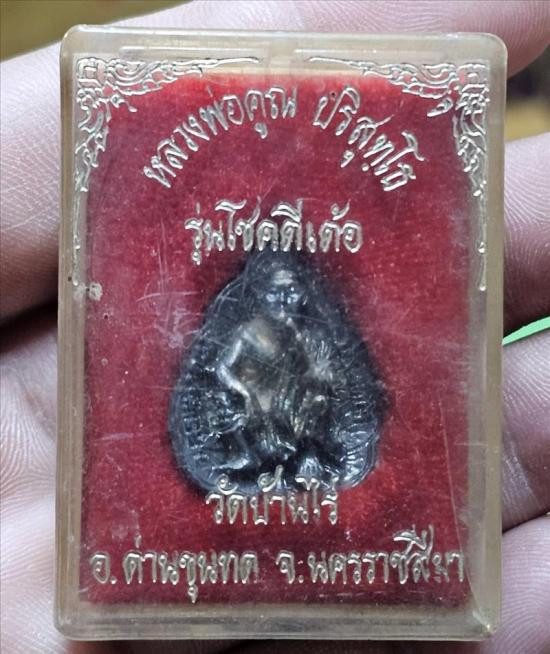 หลวงพ่อคูณ ปริสุทฺโธ
รุ่นโชคดีเด้อ
วัดบ้านไร่
อ.ด่านขุนทด จ.นครราชสีมา